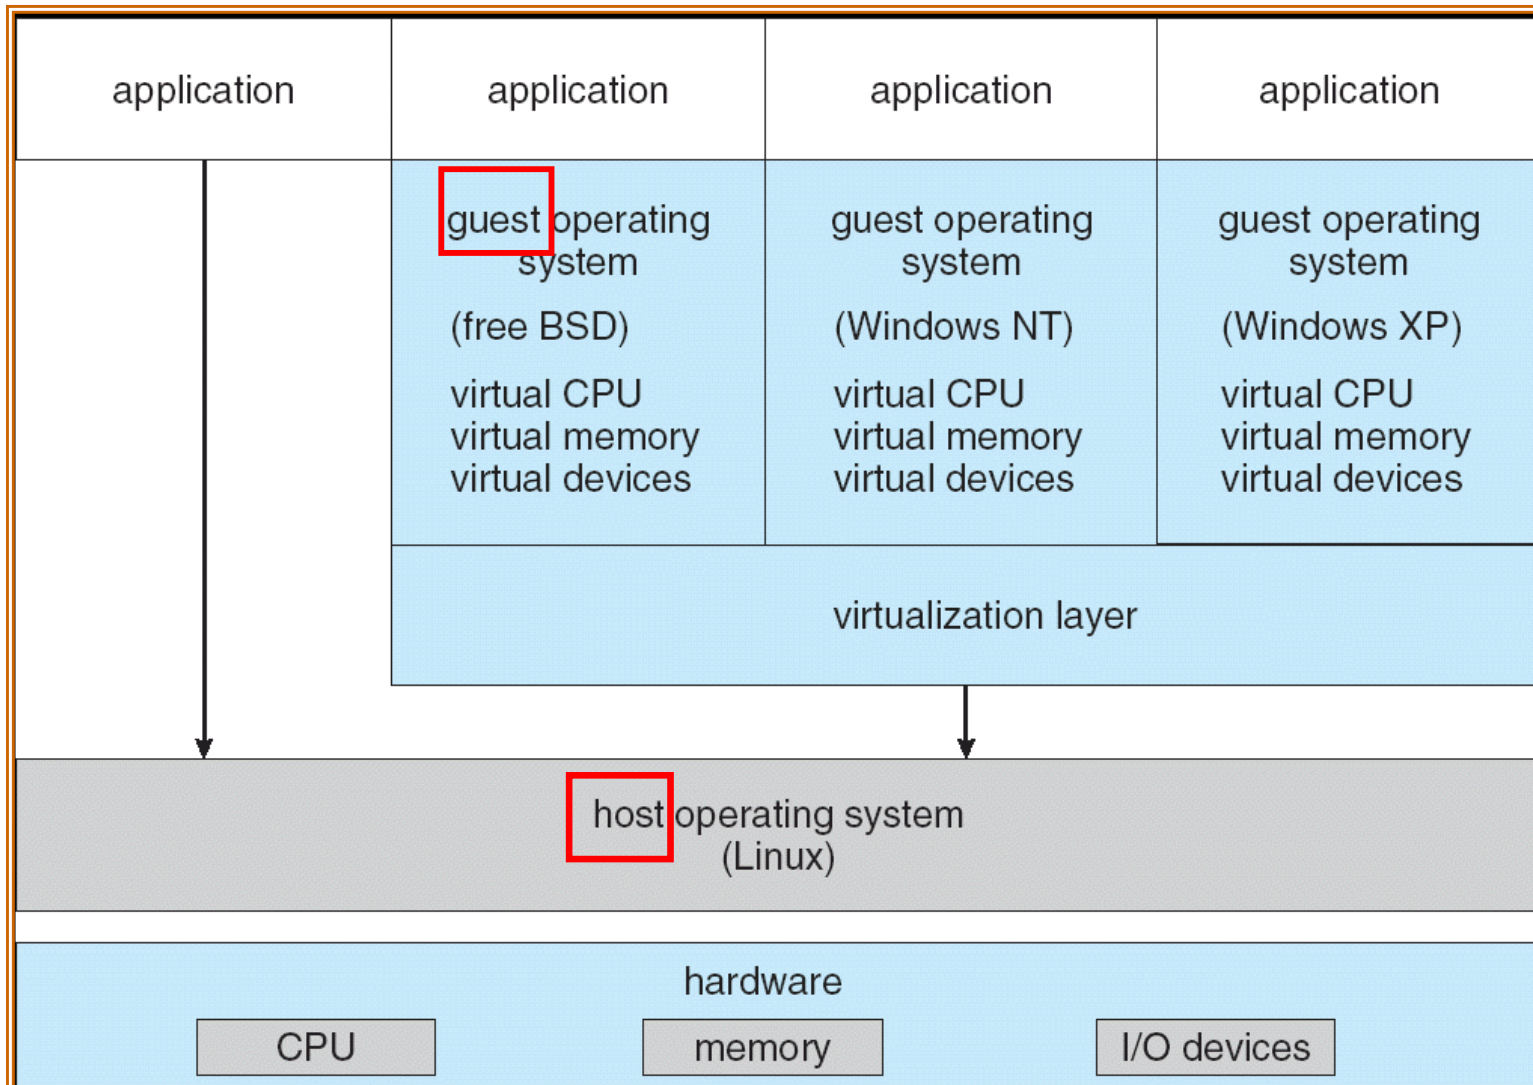 application
application
application
application
guest operating
system
(free BSD)
virtual CPU
virtual memory
virtual devices
guest operating
system
(Windows NT)
virtual CPU
virtual memory
virtual devices
guest operating
system
(Windows XP)
virtual CPU
virtual memory
virtual devices
virtualization layer
host operating system
(Linux)
hardware
CPU
memory
I/O devices